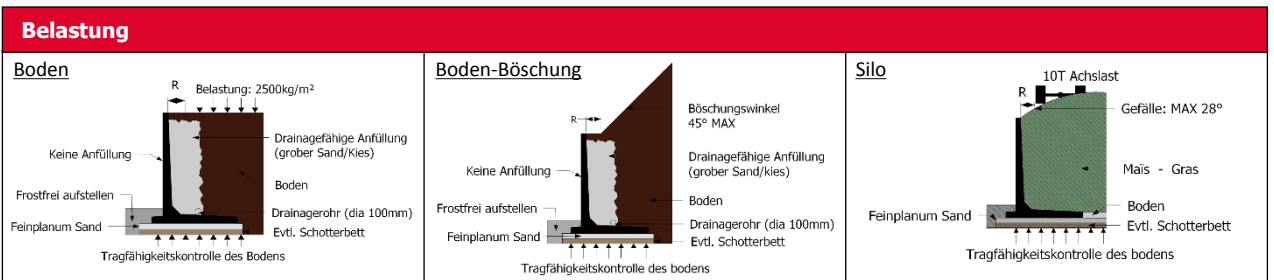 Belastung
Boden
R
Belastung: 2500kg/m²
Drainagefähige Anfüllung
(grober Sand/Kies)
Keine Anfüllung
Boden
Frostfrei aufstellen
Drainagerohr (dia 100mm)
Feinplanum Sand
Evtl. Schotterbett
Tragfähigkeitskontrolle des Bodens
Boden-Böschung
Böschungswinkel
45° MAX
R
Drainagefähige Anfüllung
(grober Sand/kies)
Keine Anfüllung
Boden
Frostfrei aufstellen
Drainagerohr (dia 100mm)
Feinplanum Sand
Evtl. Schotterbett
Tragfähigkeitskontrolle des bodens
Silo
10T Achslast
R
Gefälle: MAX 28°
Maïs - Gras
Boden
Feinplanum Sand
Evtl. Schotterbett
Tragfähigkeitskontrolle des Bodens